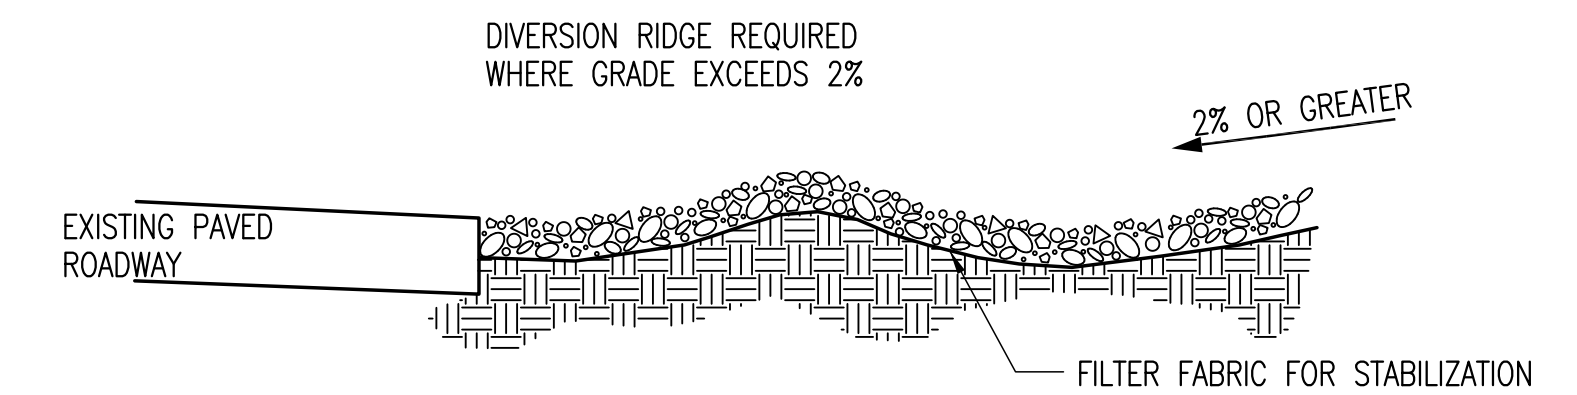 DIVERSION RIDGE REQUIRED
WHERE GRADE EXCEEDS 2%
2% OR GREATER
EXISTING PAVED
ROADWAY
FILTER FABRIC FOR STABILIZATION